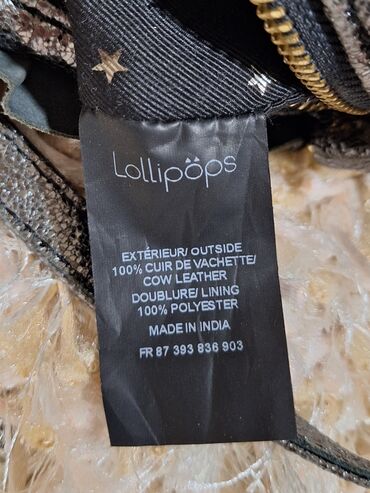 Lollipöps
EXTÉRIEUR/ OUTSIDE
100% CUIR DE VACHETTE/
COW LEATHER
DOUBLURE/ LINING
100% POLYESTER
MADE IN INDIA
FR 87 393 836 903